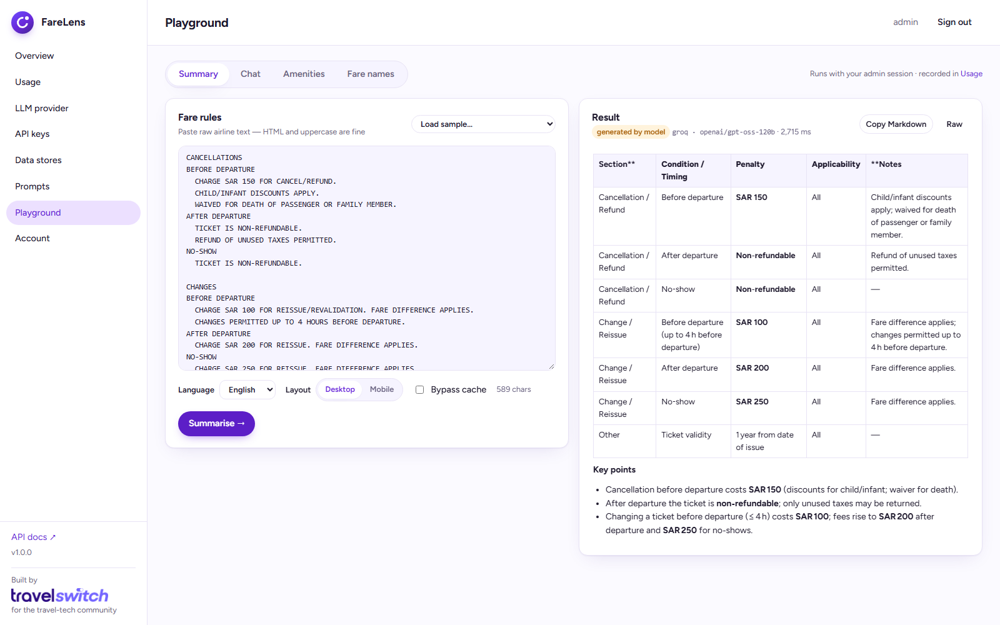 FareLens
Overview
Usage
LLM provider
API keys
Data stores
Prompts
Playground
Account
API docs ↗
v1.0.0
Built by
travelswitch
for the travel-tech community
Playground
admin
Sign out
Summary
Chat
Amenities
Fare names
Runs with your admin session · recorded in Usage
Fare rules
Paste raw airline text — HTML and uppercase are fine
Load sample...
CANCELLATIONS
BEFORE DEPARTURE
CHARGE SAR 150 FOR CANCEL/REFUND.
CHILD/INFANT DISCOUNTS APPLY.
WAIVED FOR DEATH OF PASSENGER OR FAMILY MEMBER.
AFTER DEPARTURE
TICKET IS NON-REFUNDABLE.
REFUND OF UNUSED TAXES PERMITTED.
NO-SHOW
TICKET IS NON-REFUNDABLE.
CHANGES
BEFORE DEPARTURE
CHARGE SAR 100 FOR REISSUE/REVALIDATION. FARE DIFFERENCE APPLIES.
CHANGES PERMITTED UP TO 4 HOURS BEFORE DEPARTURE.
AFTER DEPARTURE
CHARGE SAR 200 FOR REISSUE. FARE DIFFERENCE APPLIES.
NO-SHOW
CHARGE SAR 250 FOR REISSUE. FARE DIFFERENCE APPLIES.
Language
English
Layout
Desktop
Mobile
Bypass cache
589 chars
Summarise →
Result
generated by model groq · openai/gpt-oss-120b · 2,715 ms
Copy Markdown
Raw
Section**
Condition /
Timing
Penalty
Applicability
**Notes
Cancellation /
Refund
Before departure
SAR 150
All
Child/infant discounts
apply; waived for death
of passenger or family
member.
Cancellation /
Refund
After departure
Non-refundable
All
Refund of unused taxes
permitted.
Cancellation /
Refund
No-show
Non-refundable
All
—
Change /
Reissue
Before departure
(up to 4 h before
departure)
SAR 100
All
Fare difference applies;
changes permitted up to
4 h before departure.
Change /
Reissue
After departure
SAR 200
All
Fare difference applies.
Change /
Reissue
No-show
SAR 250
All
Fare difference applies.
Other
Ticket validity
1 year from date
of issue
All
—
Key points
• Cancellation before departure costs SAR 150 (discounts for child/infant; waiver for death).
• After departure the ticket is non-refundable; only unused taxes may be returned.
• Changing a ticket before departure (≤ 4 h) costs SAR 100; fees rise to SAR 200 after
departure and SAR 250 for no-shows.